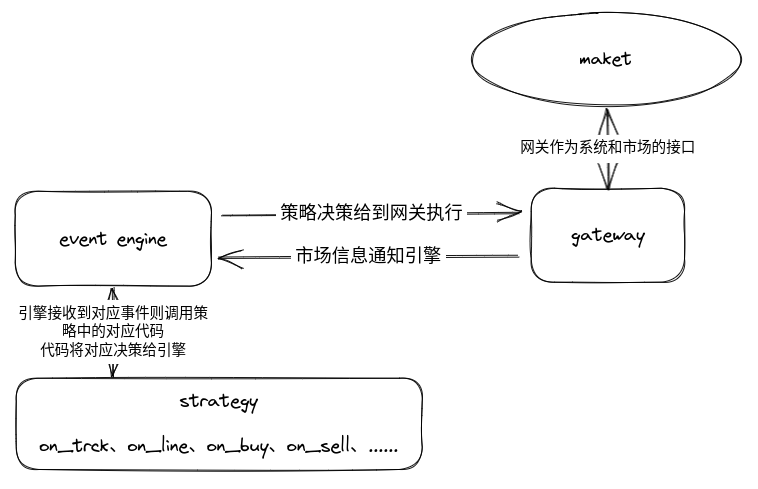 maket
网关作为系统和市场的接口
event engine
策略决策给到网关执行
gateway
市场信息通知引擎
引擎接收到对应事件则调用策
略中的对应代码
代码将对应决策给引擎
strategy
on_trck、on_line、on_buy、on_sell、......